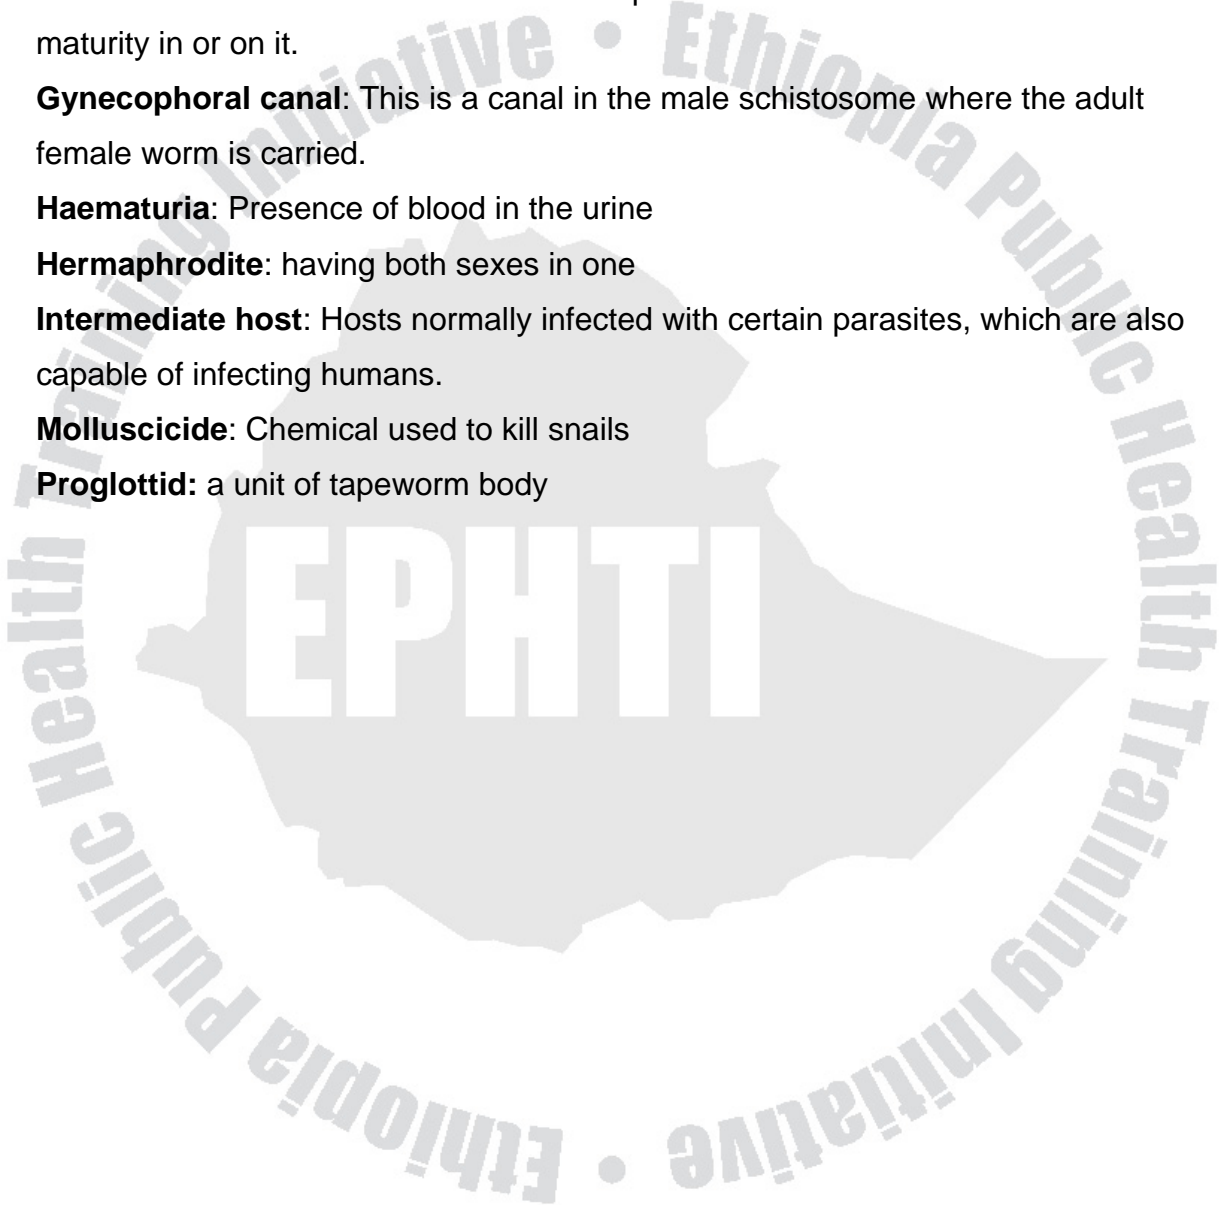 maturity in or on it.
Gynecophoral canal: This is a canal in the male schistosome where the adult
female worm is carried.
Haematuria: Presence of blood in the urine
Hermaphrodite: having both sexes in one
Intermediate host: Hosts normally infected with certain parasites, which are also
capable of infecting humans.
Molluscicide: Chemical used to kill snails
Proglottid: a unit of tapeworm body
EPHTI
Ethiopia Public Health Training Initiative • Ethiopia Public Health Training Initiative •